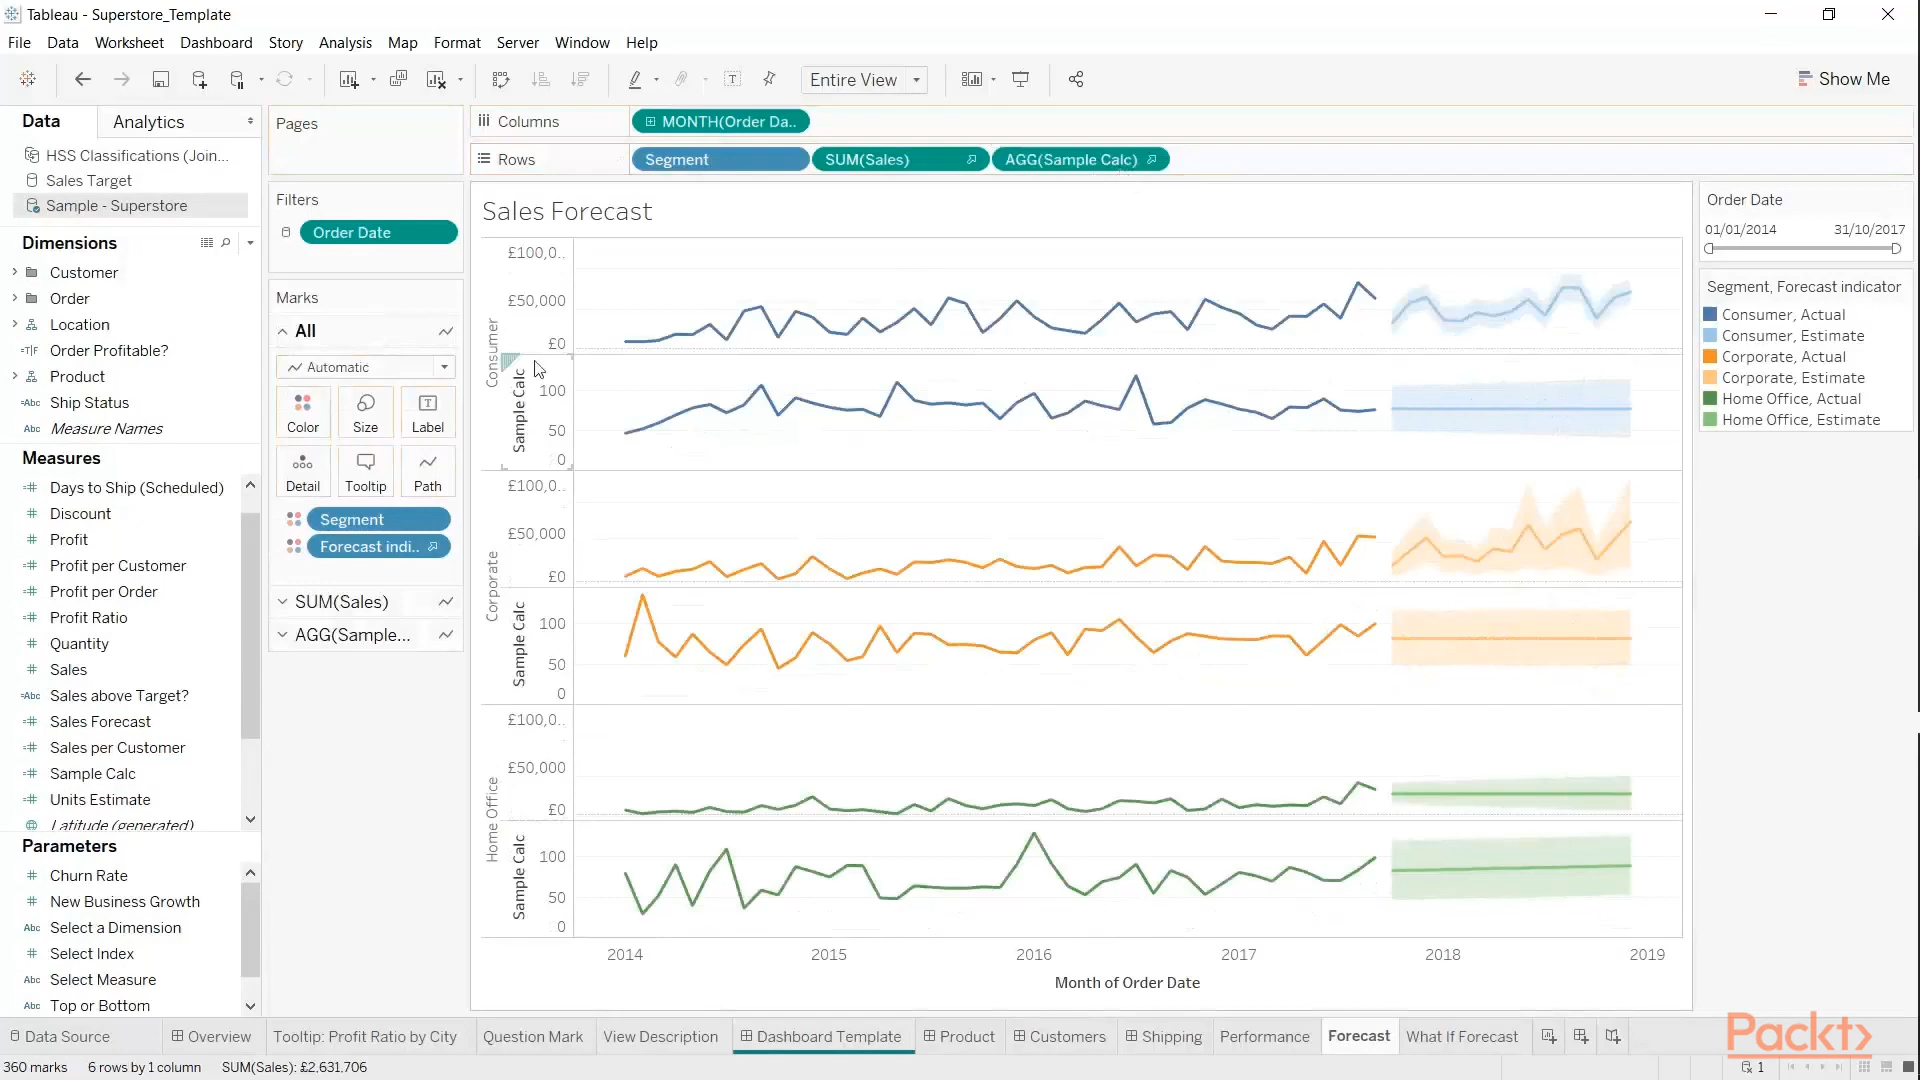 Tableau - Superstore_Template
File Data Worksheet Dashboard Story Analysis Map Format Server Window Help
Entire View
Show Me
Data Analytics
HSS Classifications (Join...
Sales Target
Sample - Superstore
Dimensions
Customer
Order
Location
=T|F Order Profitable?
Product
=Abc Ship Status
Abc Measure Names
Measures
=# Days to Ship (Scheduled)
# Discount
# Profit
=# Profit per Customer
=# Profit per Order
=# Profit Ratio
# Quantity
# Sales
=Abc Sales above Target?
=# Sales Forecast
=# Sales per Customer
=# Sample Calc
=# Units Estimate
Latitude (generated)
Parameters
# Churn Rate
# New Business Growth
Abc Select a Dimension
# Select Index
Abc Select Measure
Abc Top or Bottom
Pages
Filters
Order Date
Marks
All
Automatic
Color Size Label
Detail Tooltip Path
Segment
Forecast indi..
SUM(Sales)
AGG(Sample...
Columns MONTH(Order Da..
Rows Segment SUM(Sales) AGG(Sample Calc)
Sales Forecast
Consumer
£100,0..
£50,000
£0
Sample Calc
100
50
0
Corporate
£100,0..
£50,000
£0
Sample Calc
100
50
0
Home Office
£100,0..
£50,000
£0
Sample Calc
100
50
0
2014 2015 2016 2017 2018 2019
Month of Order Date
Order Date
01/01/2014 31/10/2017
Segment, Forecast indicator
Consumer, Actual
Consumer, Estimate
Corporate, Actual
Corporate, Estimate
Home Office, Actual
Home Office, Estimate
Data Source Overview Tooltip: Profit Ratio by City Question Mark View Description Dashboard Template Product Customers Shipping Performance Forecast What If Forecast
Packt>
360 marks 6 rows by 1 column SUM(Sales): £2,631,706
1